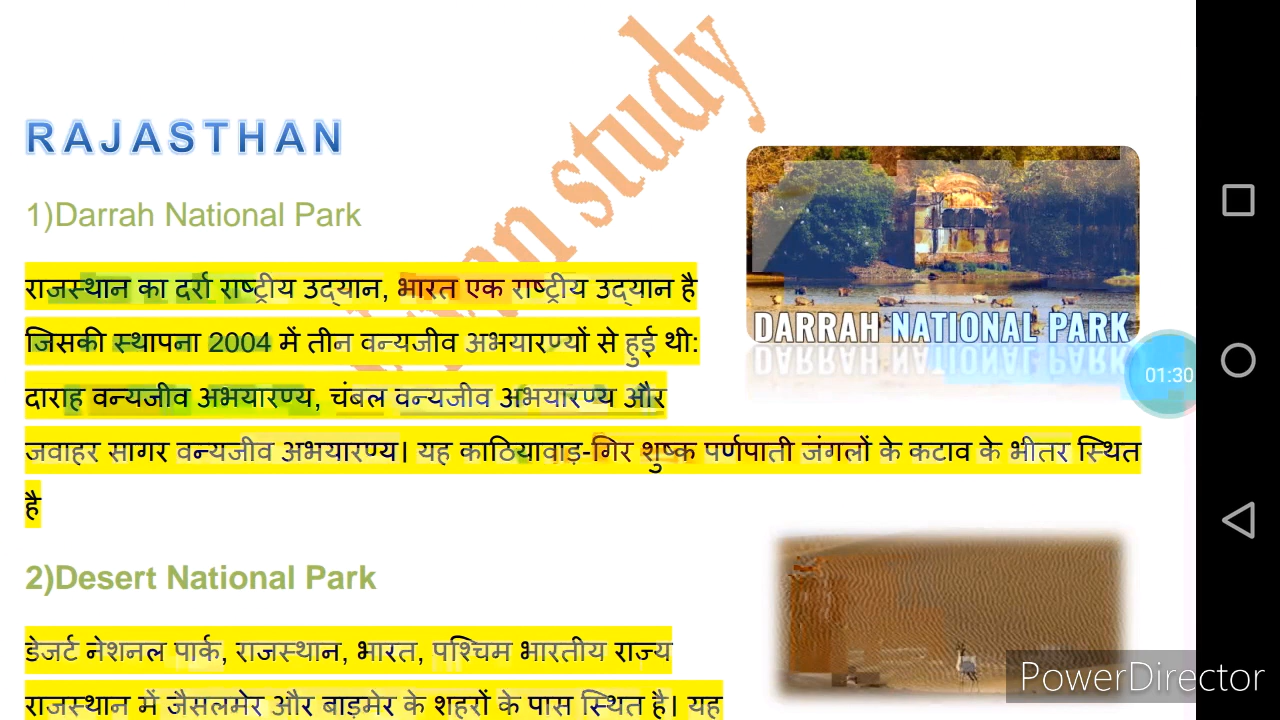 study
RAJASTHAN
1)Darrah National Park
राजस्थान का दर्रा राष्ट्रीय उद्यान, भारत एक राष्ट्रीय उद्यान है
जिसकी स्थापना 2004 में तीन वन्यजीव अभयारण्यों से हुई थी:
दाराह वन्यजीव अभयारण्य, चंबल वन्यजीव अभयारण्य और
जवाहर सागर वन्यजीव अभयारण्य। यह काठियावाड़-गिर शुष्क पर्णपाती जंगलों के कटाव के भीतर स्थित
है
DARRAH NATIONAL PARK
01:30
2)Desert National Park
डेजर्ट नेशनल पार्क, राजस्थान, भारत, पश्चिम भारतीय राज्य
राजस्थान में जैसलमेर और बाड़मेर के शहरों के पास स्थित है। यह
PowerDirector